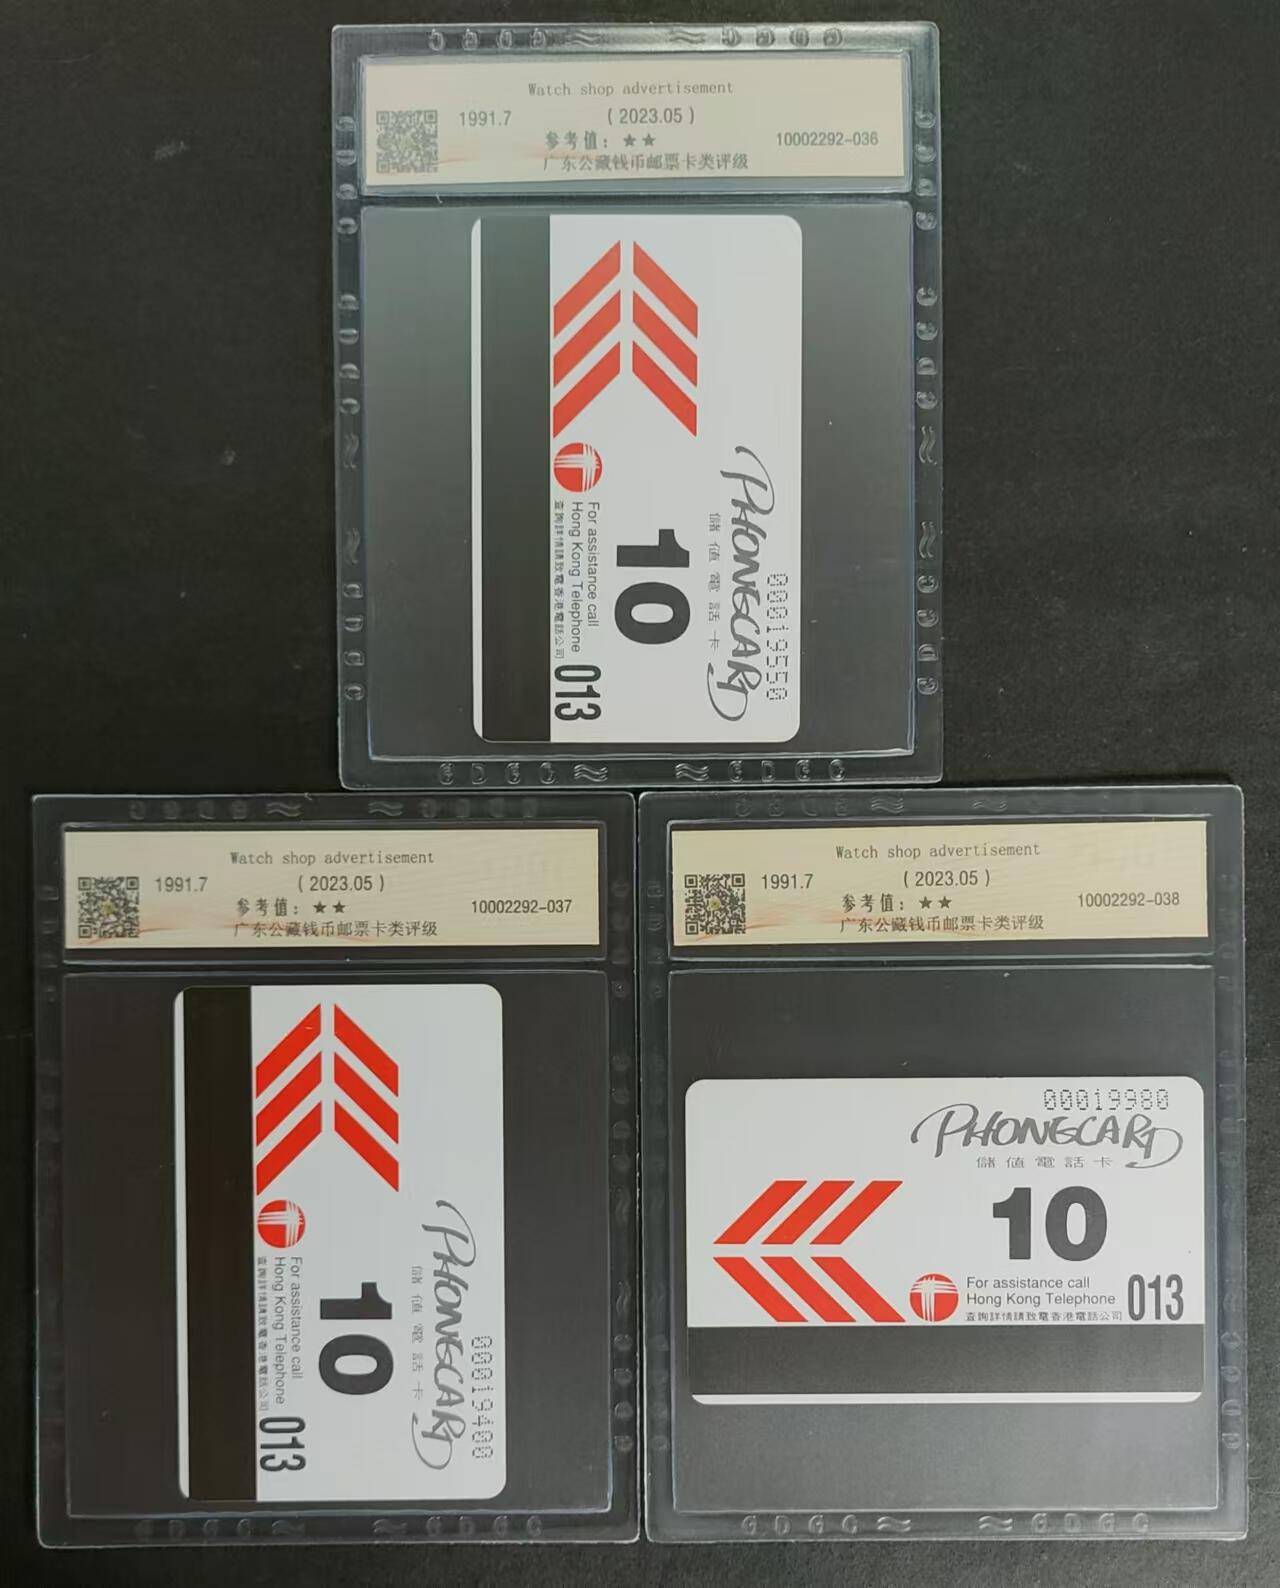 Watch shop advertisement
1991.7
( 2023.05 )
参考值：★★
10002292-036
广东公藏钱币邮票卡类评级
PHONECARD
儲值電話卡
00019550
10
For assistance call
Hong Kong Telephone
查詢詳情請致電香港電話公司
013
GDGC
GDGC
Watch shop advertisement
1991.7
( 2023.05 )
参考值：★★
10002292-037
广东公藏钱币邮票卡类评级
PHONECARD
儲值電話卡
00019400
10
For assistance call
Hong Kong Telephone
查詢詳情請致電香港電話公司
013
GDGC
GDGC
Watch shop advertisement
1991.7
( 2023.05 )
参考值：★★
10002292-038
广东公藏钱币邮票卡类评级
00019980
PHONECARD
儲值電話卡
10
For assistance call
Hong Kong Telephone
查詢詳情請致電香港電話公司
013
GDGC
GDGC